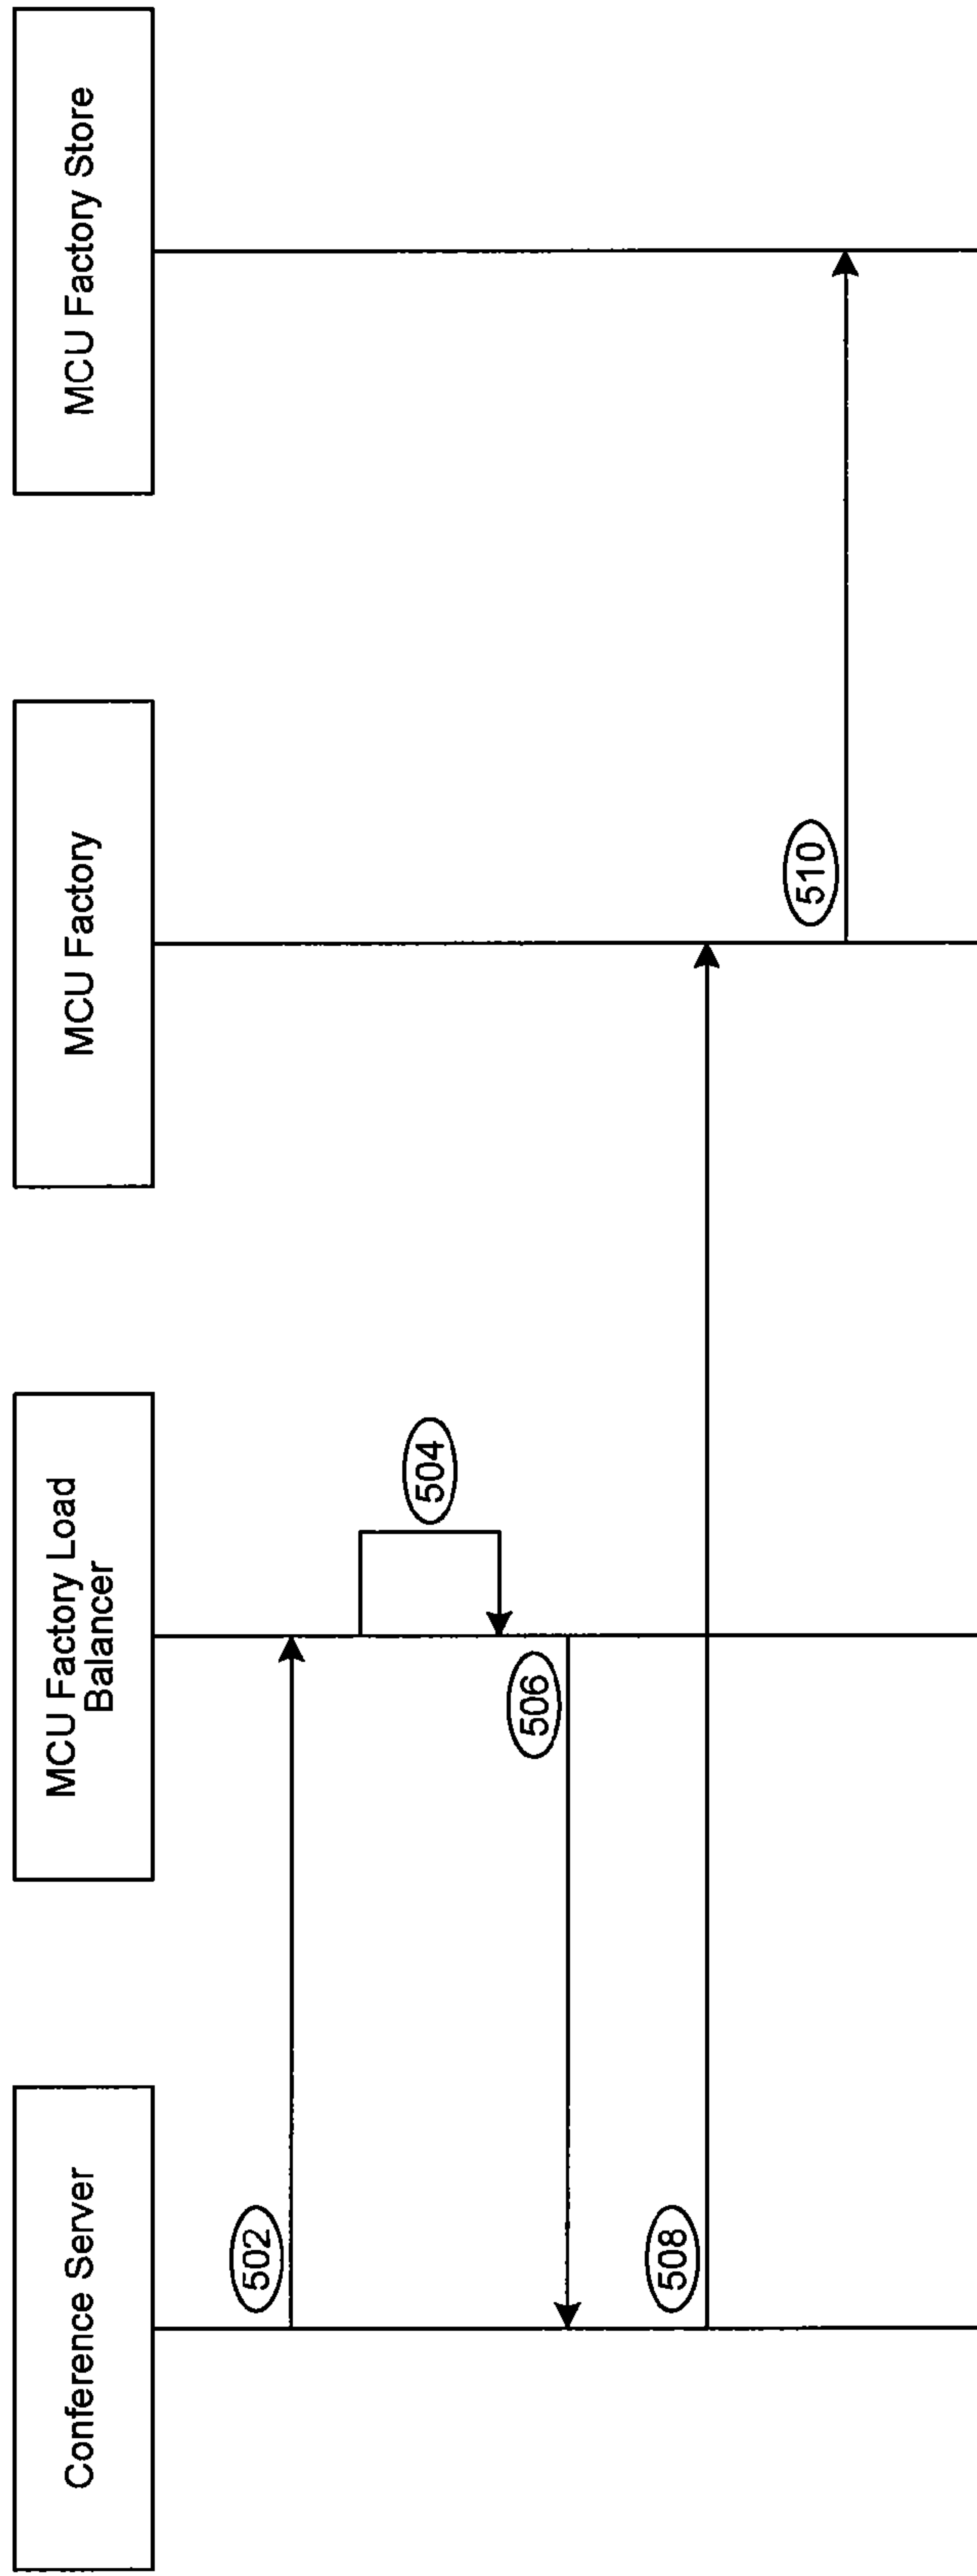 Conference Server
MCU Factory Load
Balancer
MCU Factory
MCU Factory Store
502
504
506
508
510